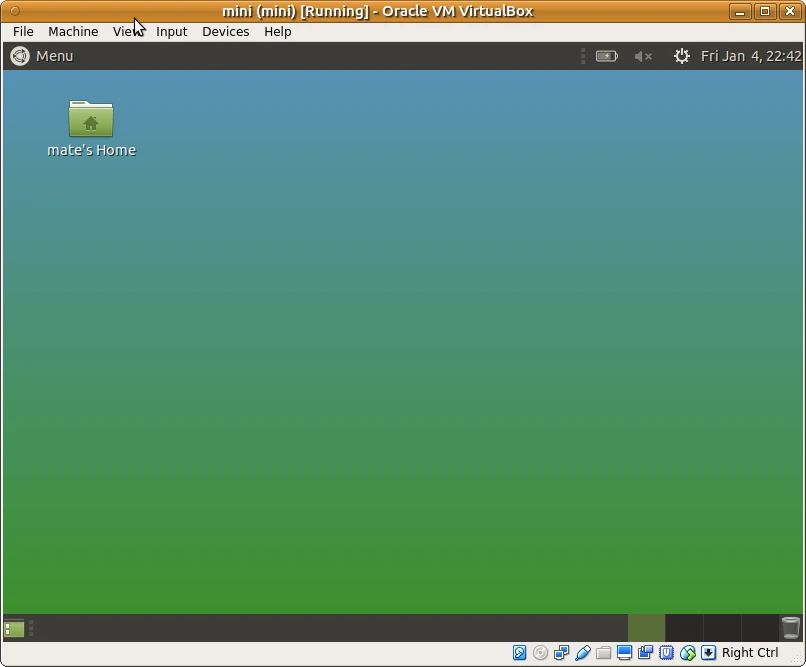 mini (mini) [Running] - Oracle VM VirtualBox
File Machine View Input Devices Help
Menu Fri Jan 4, 22:42
mate's Home
Right Ctrl